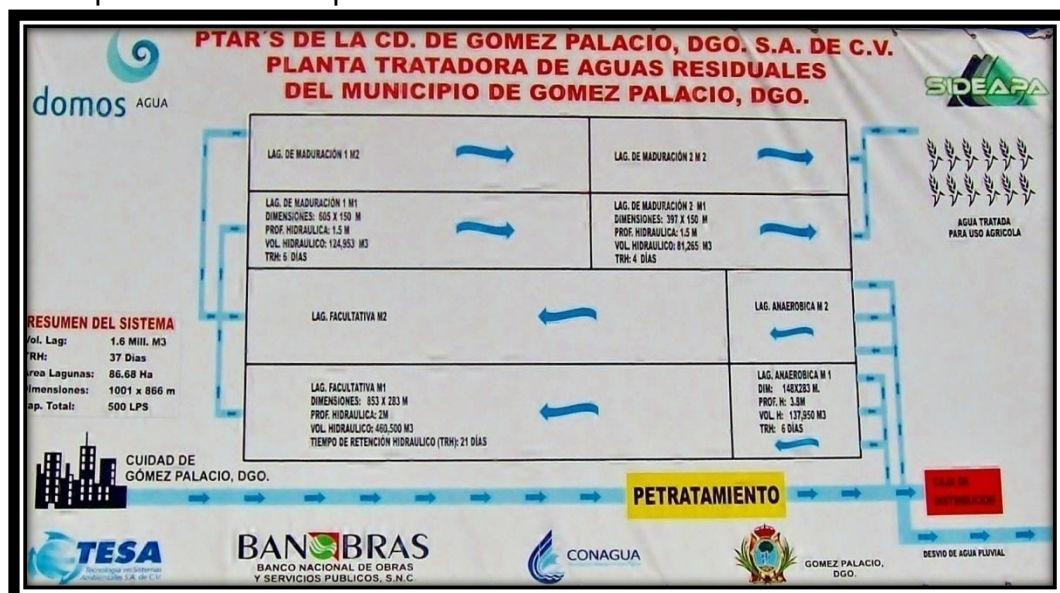 PTAR´S DE LA CD. DE GOMEZ PALACIO, DGO. S.A. DE C.V.
PLANTA TRATADORA DE AGUAS RESIDUALES
DEL MUNICIPIO DE GOMEZ PALACIO, DGO.
domos AGUA
SIDEAPA
LAG. DE MADURACIÓN 1 M2
LAG. DE MADURACIÓN 2 M 2
LAG. DE MADURACIÓN 1 M1
DIMENSIONES: 605 X 150 M
PROF. HIDRAULICA: 1.5 M
VOL. HIDRAULICO: 124,953 M3
TRH: 6 DÍAS
LAG. DE MADURACIÓN 2 M1
DIMENSIONES: 397 X 150 M
PROF. HIDRAULICA: 1.5 M
VOL. HIDRAULICO: 81,265 M3
TRH: 4 DÍAS
AGUA TRATADA
PARA USO AGRICOLA
LAG. FACULTATIVA M2
LAG. ANAEROBICA M 2
RESUMEN DEL SISTEMA
Vol. Lag: 1.6 Mill. M3
TRH: 37 Dias
Area Lagunas: 86.68 Ha
Dimensiones: 1001 x 866 m
Cap. Total: 500 LPS
LAG. FACULTATIVA M1
DIMENSIONES: 853 X 283 M
PROF. HIDRAULICA: 2M
VOL. HIDRAULICO: 460,500 M3
TIEMPO DE RETENCIÓN HIDRAULICO (TRH): 21 DÍAS
LAG. ANAEROBICA M 1
DIM: 148X283 M.
PROF. H: 3.8M
VOL. H: 137,950 M3
TRH: 6 DÍAS
CUIDAD DE
GÓMEZ PALACIO, DGO.
PETRATAMIENTO
CAJA DE
DISTRIBUCION
DESVIO DE AGUA PLUVIAL
TESA
Tecnología en Sistemas
Ambientales S.A. de C.V.
BANOBRAS
BANCO NACIONAL DE OBRAS
Y SERVICIOS PUBLICOS, S.N.C.
CONAGUA
GOMEZ PALACIO,
DGO.